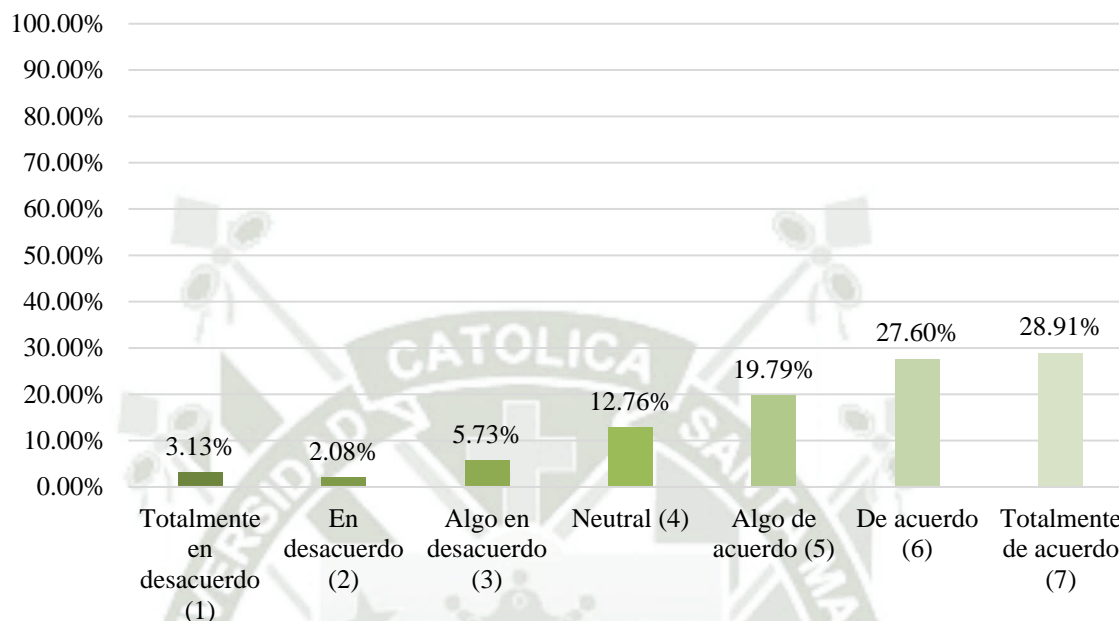 100.00%
90.00%
80.00%
70.00%
60.00%
50.00%
40.00%
30.00%
20.00%
10.00%
0.00%
3.13%
2.08%
5.73%
12.76%
19.79%
27.60%
28.91%
Totalmente
en
desacuerdo
(1)
En
desacuerdo
(2)
Algo en
desacuerdo
(3)
Neutral (4)
Algo de
acuerdo (5)
De acuerdo
(6)
Totalmente
de acuerdo
(7)
CATOLICA
SANTA MA
VERSIDAD